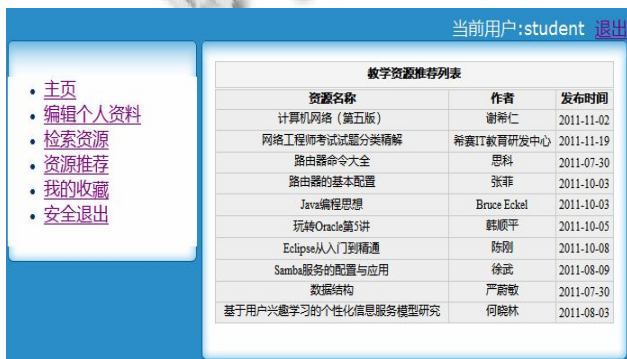 当前用户:student 退出
主页
编辑个人资料
检索资源
资源推荐
我的收藏
安全退出
教学资源推荐列表
资源名称 作者 发布时间
计算机网络（第五版） 谢希仁 2011-11-02
网络工程师考试试题分类精解 希赛IT教育研发中心 2011-11-19
路由器命令大全 思科 2011-07-30
路由器的基本配置 张菲 2011-10-03
Java编程思想 Bruce Eckel 2011-10-03
玩转Oracle第5讲 韩顺平 2011-10-05
Eclipse从入门到精通 陈刚 2011-10-08
Samba服务的配置与应用 徐武 2011-08-09
数据结构 严蔚敏 2011-07-30
基于用户兴趣学习的个性化信息服务模型研究 何晓林 2011-08-03